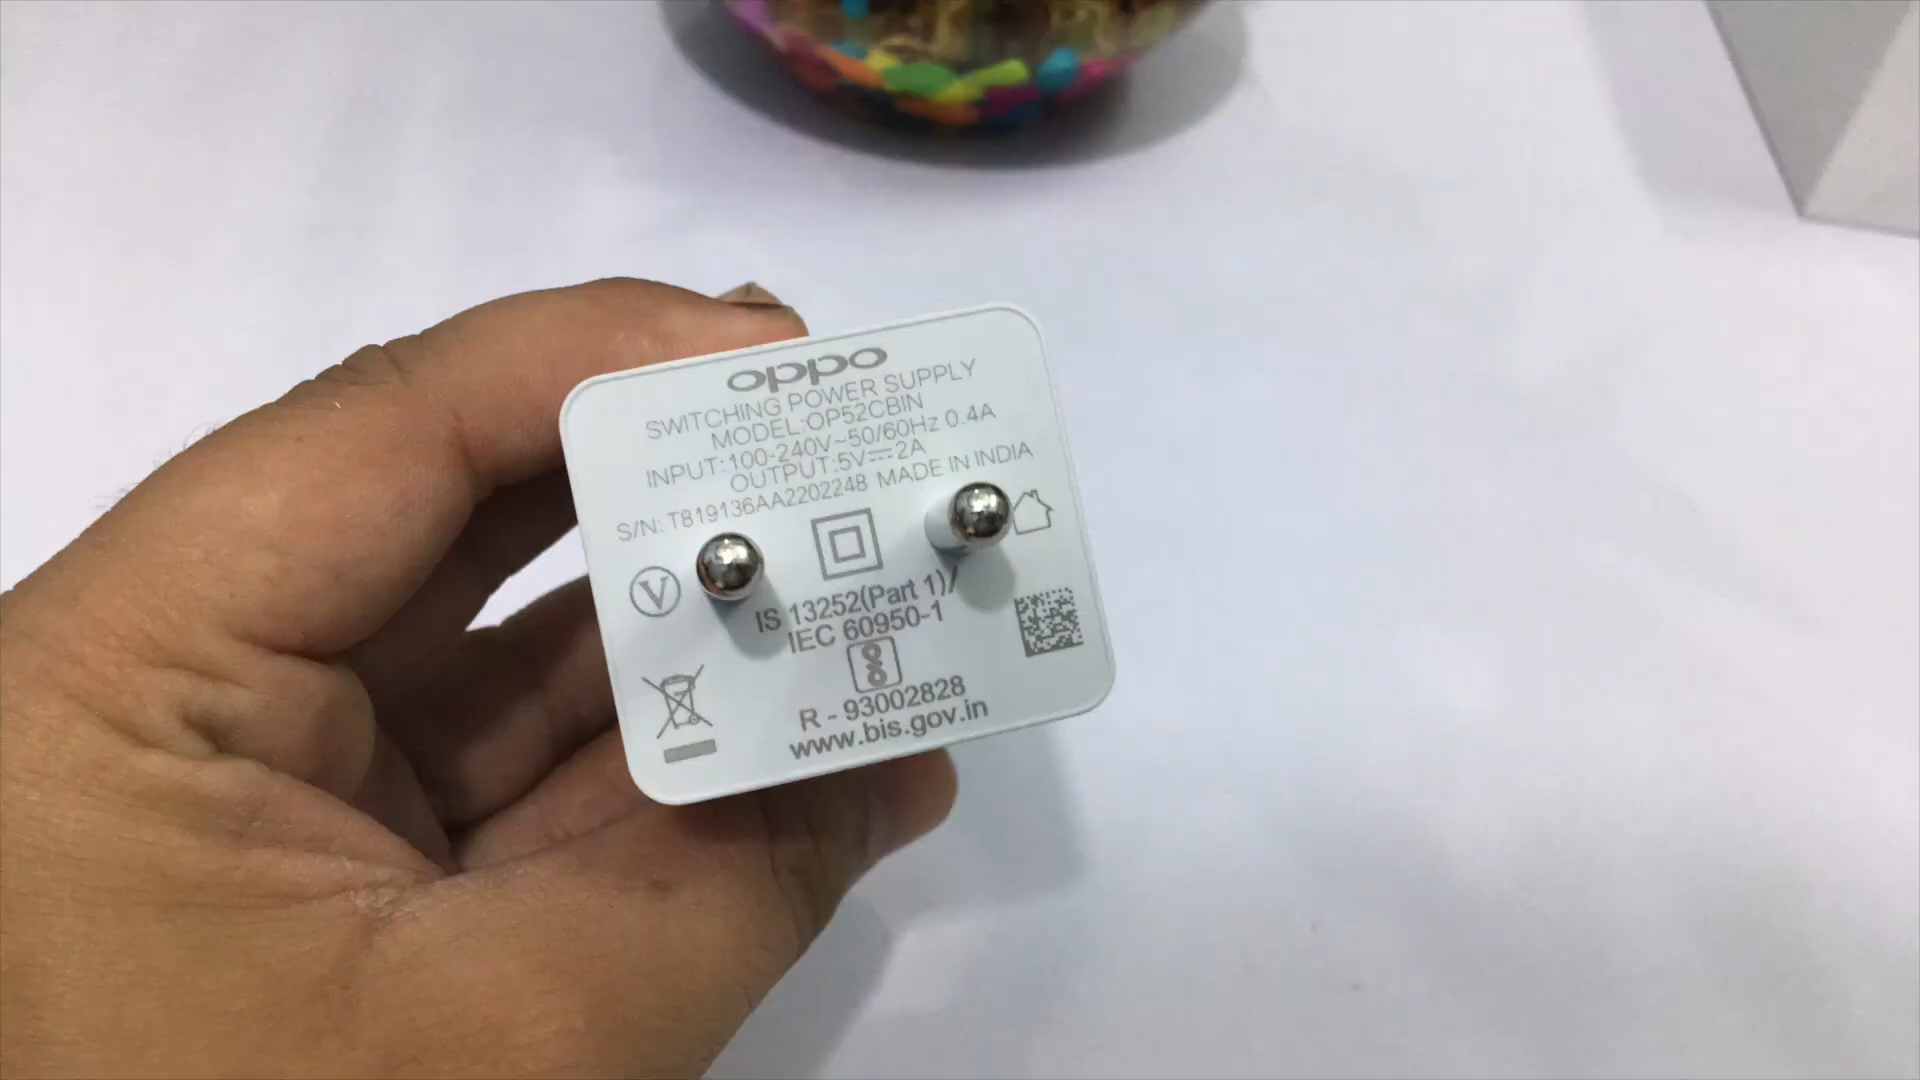 oppo
SWITCHING POWER SUPPLY
MODEL:OP52CBIN
INPUT:100-240V~50/60Hz 0.4A
OUTPUT:5V⎓2A
S/N: T819136AA2202248 MADE IN INDIA
V
IS 13252(Part 1)/
IEC 60950-1
R - 93002828
www.bis.gov.in